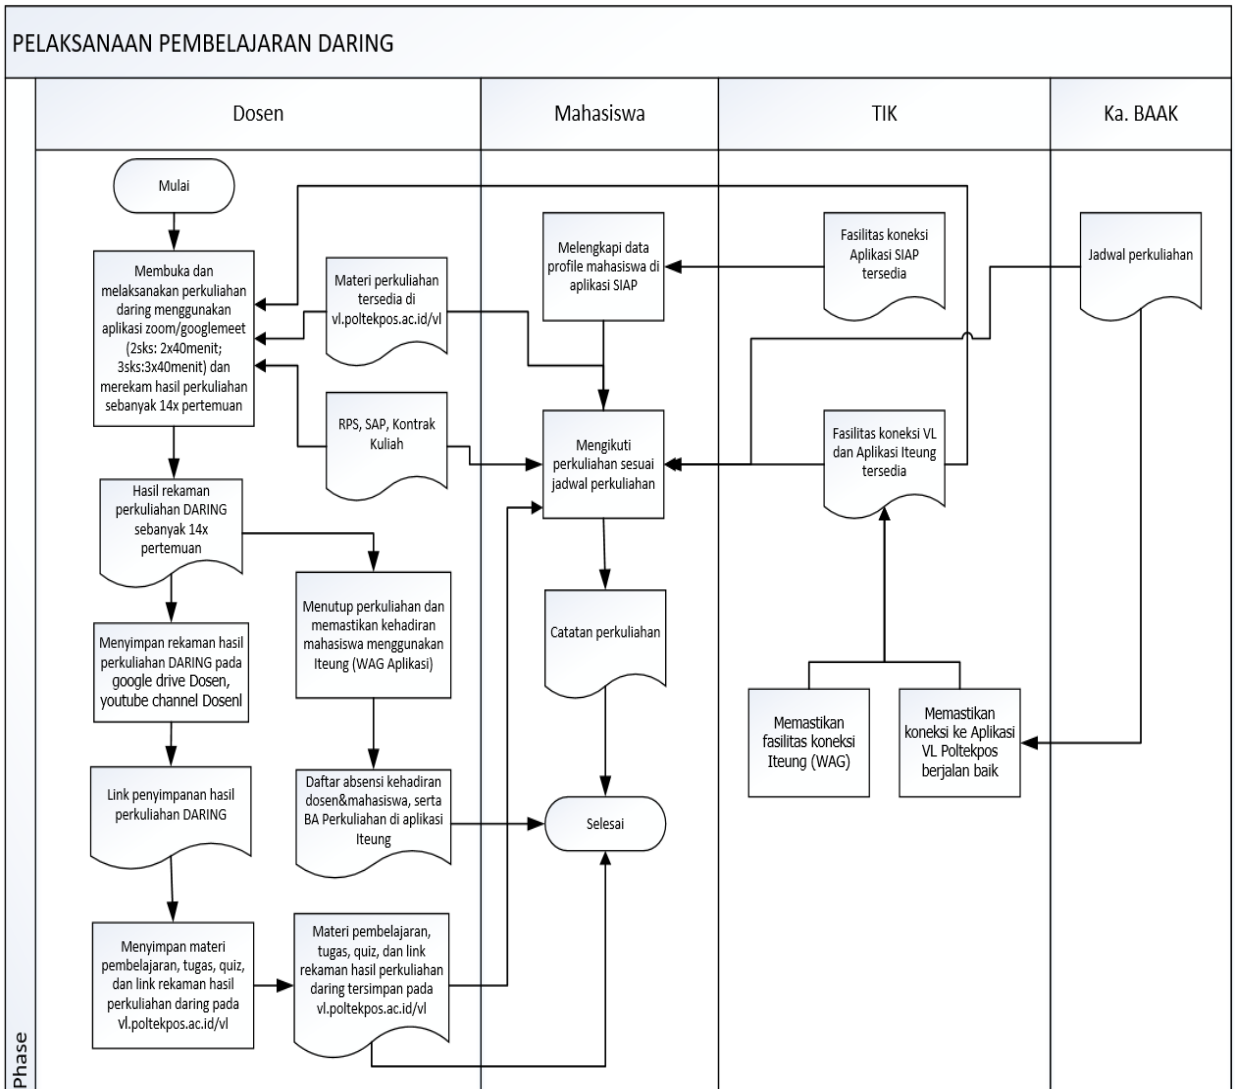 PELAKSANAAN PEMBELAJARAN DARING
Dosen
Mahasiswa
TIK
Ka. BAAK
Mulai
Membuka dan
melaksanakan perkuliahan
daring menggunakan
aplikasi zoom/googlemeet
(2sks: 2x40menit;
3sks:3x40menit) dan
merekam hasil perkuliahan
sebanyak 14x pertemuan
Materi perkuliahan
tersedia di
vl.poltekpos.ac.id/vl
RPS, SAP, Kontrak
Kuliah
Hasil rekaman
perkuliahan DARING
sebanyak 14x
pertemuan
Menutup perkuliahan dan
memastikan kehadiran
mahasiswa menggunakan
Iteung (WAG Aplikasi)
Menyimpan rekaman hasil
perkuliahan DARING pada
google drive Dosen,
youtube channel Dosenl
Link penyimpanan hasil
perkuliahan DARING
Daftar absensi kehadiran
dosen&mahasiswa, serta
BA Perkuliahan di aplikasi
Iteung
Menyimpan materi
pembelajaran, tugas, quiz,
dan link rekaman hasil
perkuliahan daring pada
vl.poltekpos.ac.id/vl
Materi pembelajaran,
tugas, quiz, dan link
rekaman hasil perkuliahan
daring tersimpan pada
vl.poltekpos.ac.id/vl
Melengkapi data
profile mahasiswa di
aplikasi SIAP
Mengikuti
perkuliahan sesuai
jadwal perkuliahan
Catatan perkuliahan
Selesai
Fasilitas koneksi
Aplikasi SIAP
tersedia
Fasilitas koneksi VL
dan Aplikasi Iteung
tersedia
Memastikan
fasilitas koneksi
Iteung (WAG)
Memastikan
koneksi ke Aplikasi
VL Poltekpos
berjalan baik
Jadwal perkuliahan
Phase